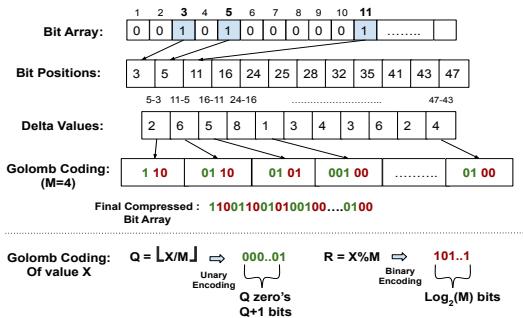 1 2 3 4 5 6 7 8 9 10 11
Bit Array: 0 0 1 0 1 0 0 0 0 0 1 ........
Bit Positions: 3 5 11 16 24 25 28 32 35 41 43 47
5-3 11-5 16-11 24-16 ............................ 47-43
Delta Values: 2 6 5 8 1 3 4 3 6 2 4
Golomb Coding: 1 10 01 10 01 01 001 00 .......... 01 00
(M=4)
Final Compressed : 110011001010010 0....0100
Bit Array
Golomb Coding: Q = ⌊X/M⌋ 000..01 R = X%M 101..1
Of value X Unary Encoding Binary Encoding
Q zero's Log2(M) bits
Q+1 bits